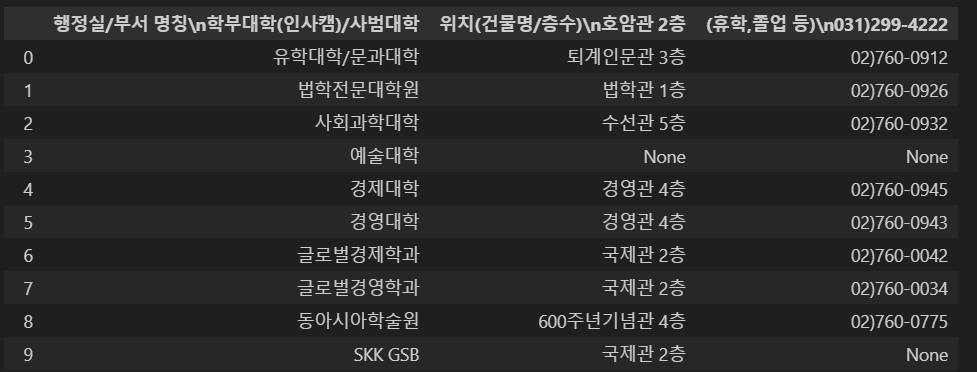 행정실/부서 명칭\n학부대학(인사캠)/사범대학 위치(건물명/층수)\n호암관 2층 (휴학,졸업 등)\n031)299-4222
0 유학대학/문과대학 퇴계인문관 3층 02)760-0912
1 법학전문대학원 법학관 1층 02)760-0926
2 사회과학대학 수선관 5층 02)760-0932
3 예술대학 None None
4 경제대학 경영관 4층 02)760-0945
5 경영대학 경영관 4층 02)760-0943
6 글로벌경제학과 국제관 2층 02)760-0042
7 글로벌경영학과 국제관 2층 02)760-0034
8 동아시아학술원 600주년기념관 4층 02)760-0775
9 SKK GSB 국제관 2층 None